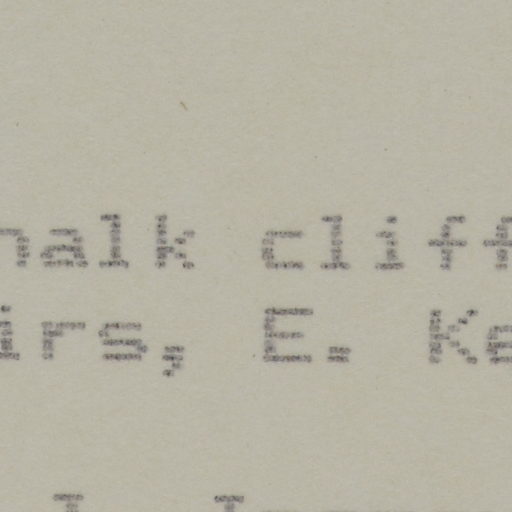 halk cliff
irs, E. Ke